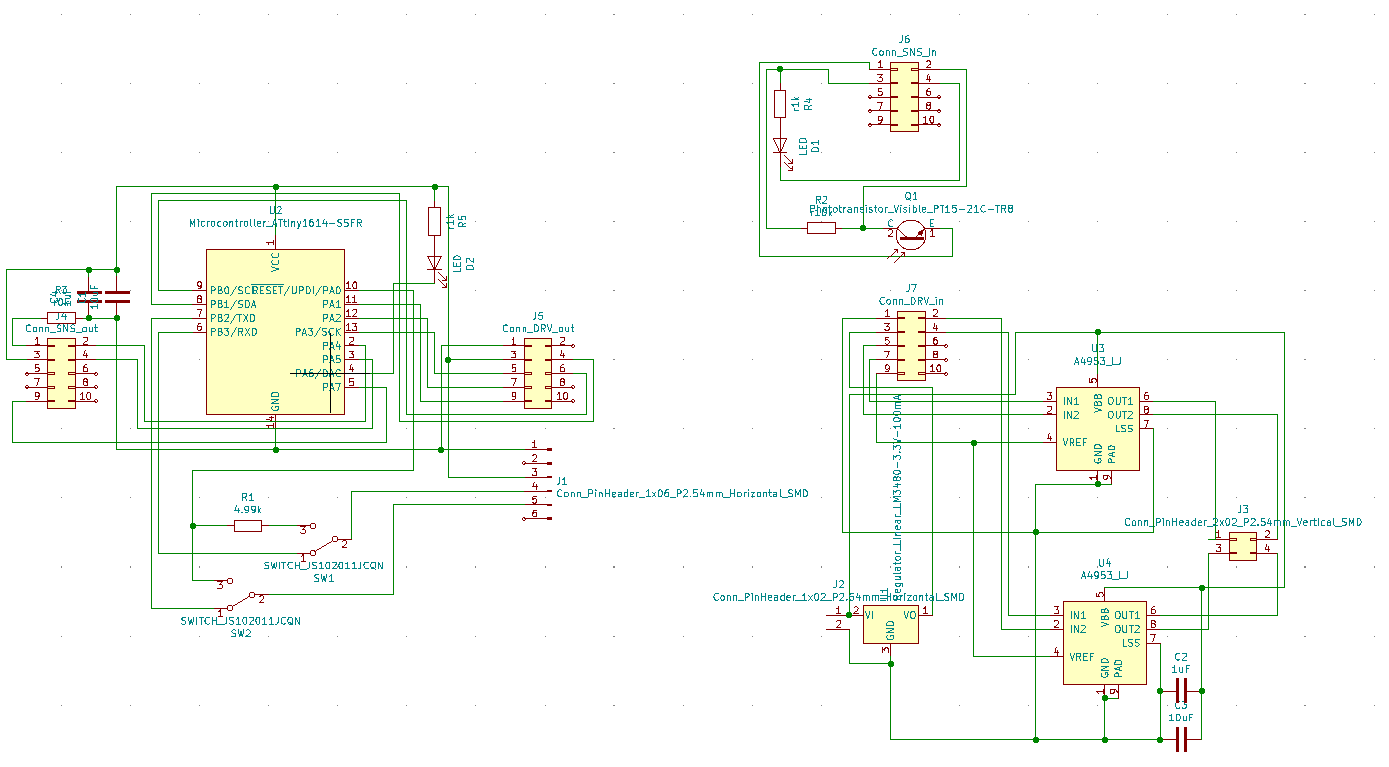 J6
Conn_SNS_in
1 2
3 4
5 6
7 8
9 10
r1k
R4
LED
D1
R2
r10k
Q1
Phototransistor_Visible_PT15-21C-TR8
C E
2 1
U2
Microcontroller_ATtiny1614-SSFR
1
VCC
9 PB0/SCL
8 PB1/SDA
7 PB2/TXD
6 PB3/RXD
RESET/UPDI/PA0 10
PA1 11
PA2 12
PA3/SCK 13
PA4 2
PA5 3
PA6/DAC 4
PA7 5
GND
14
r1k
R5
LED
D2
R3
10uF
J4
Conn_SNS_out
1 2
3 4
5 6
7 8
9 10
J5
Conn_DRV_out
1 2
3 4
5 6
7 8
9 10
1
2
3
4
5
6
J1
Conn_PinHeader_1x06_P2.54mm_Horizontal_SMD
R1
4.99k
3
2
1
SWITCH_JS102011JCQN
SW1
3
2
1
SWITCH_JS102011JCQN
SW2
J7
Conn_DRV_in
1 2
3 4
5 6
7 8
9 10
U3
A4953_LJ
5
VBB
3 IN1
2 IN2
4 VREF
OUT1 6
OUT2 8
LSS 7
GND
PAD
1 9
J3
Conn_PinHeader_2x02_P2.54mm_Vertical_SMD
1 2
3 4
U4
A4953_LJ
5
VBB
3 IN1
2 IN2
4 VREF
OUT1 6
OUT2 8
LSS 7
GND
PAD
1 9
J2
Conn_PinHeader_1x02_P2.54mm_Horizontal_SMD
1
2
Regulator_Linear_LM3480-3.3V-100mA
2 VI
VO 1
GND
3
C2
1uF
C3
10uF